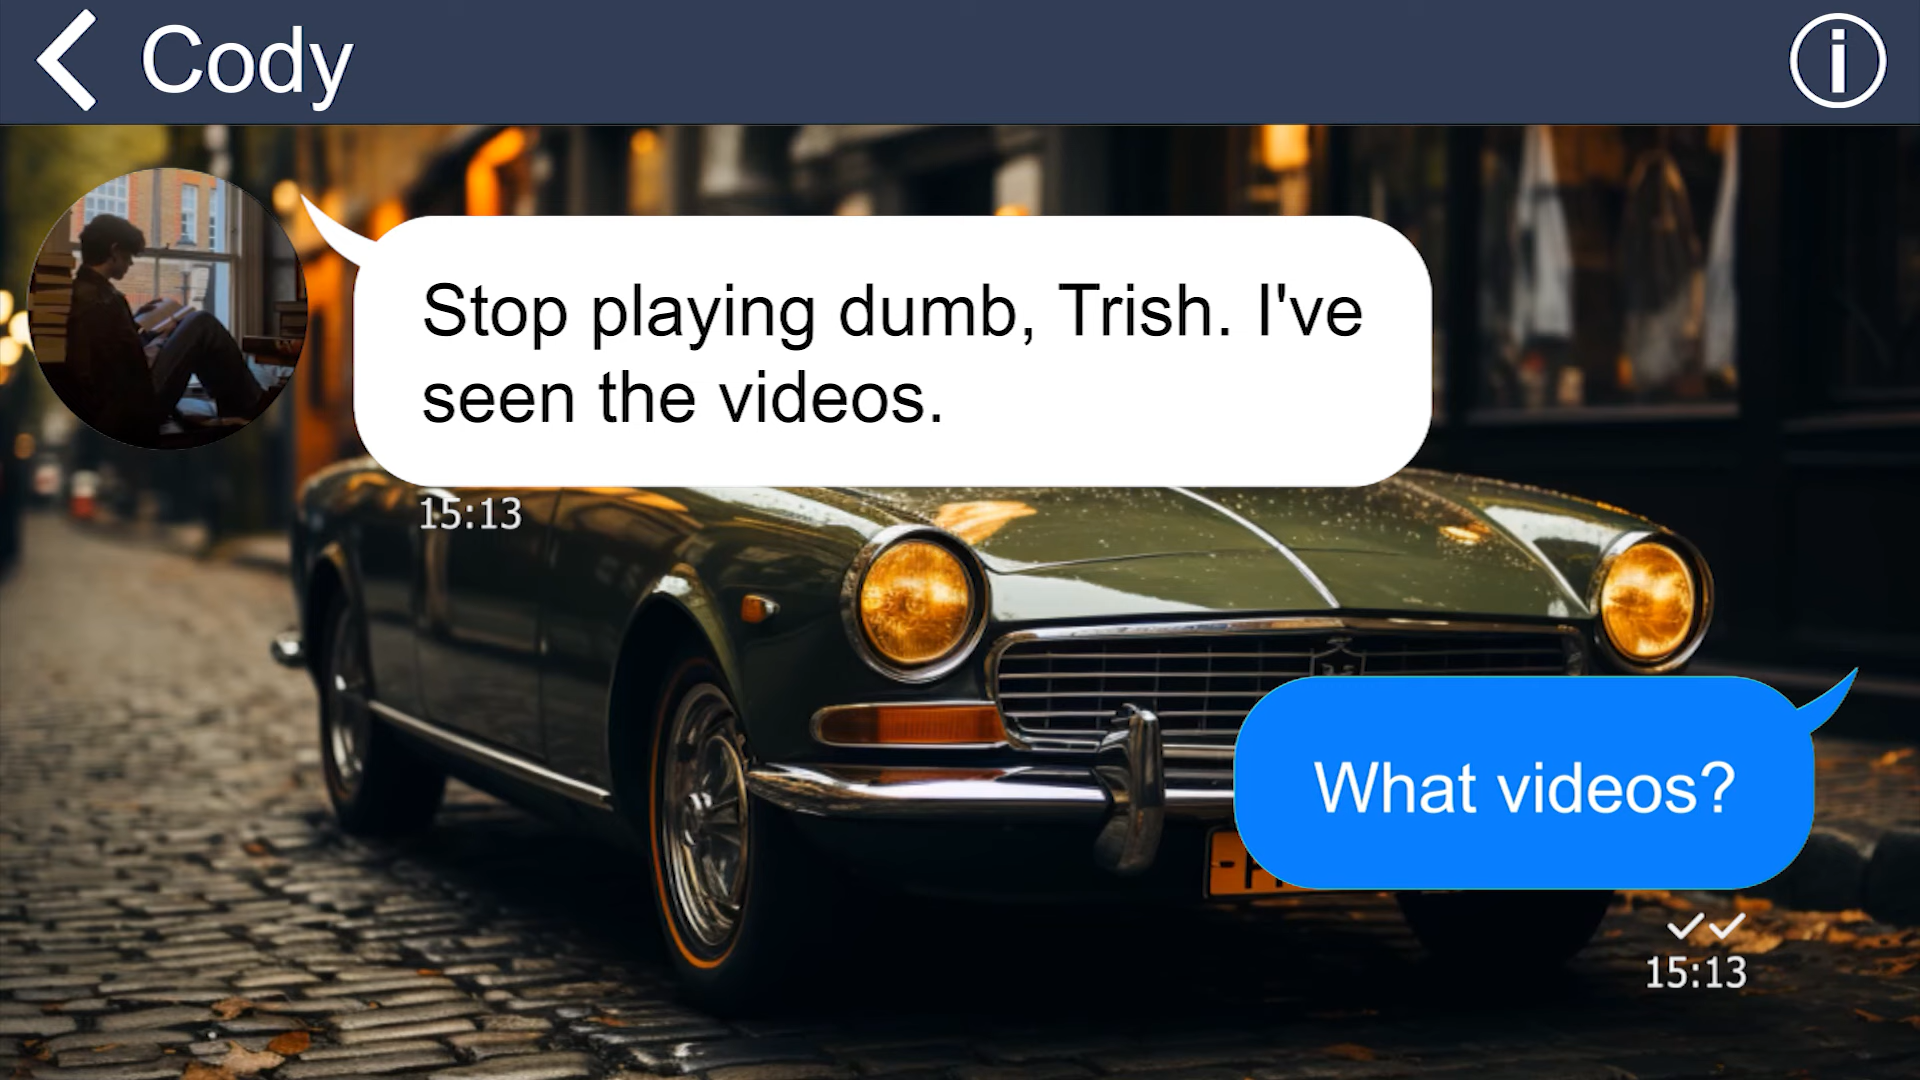 Cody
Stop playing dumb, Trish. I've
seen the videos.
15:13
What videos?
15:13